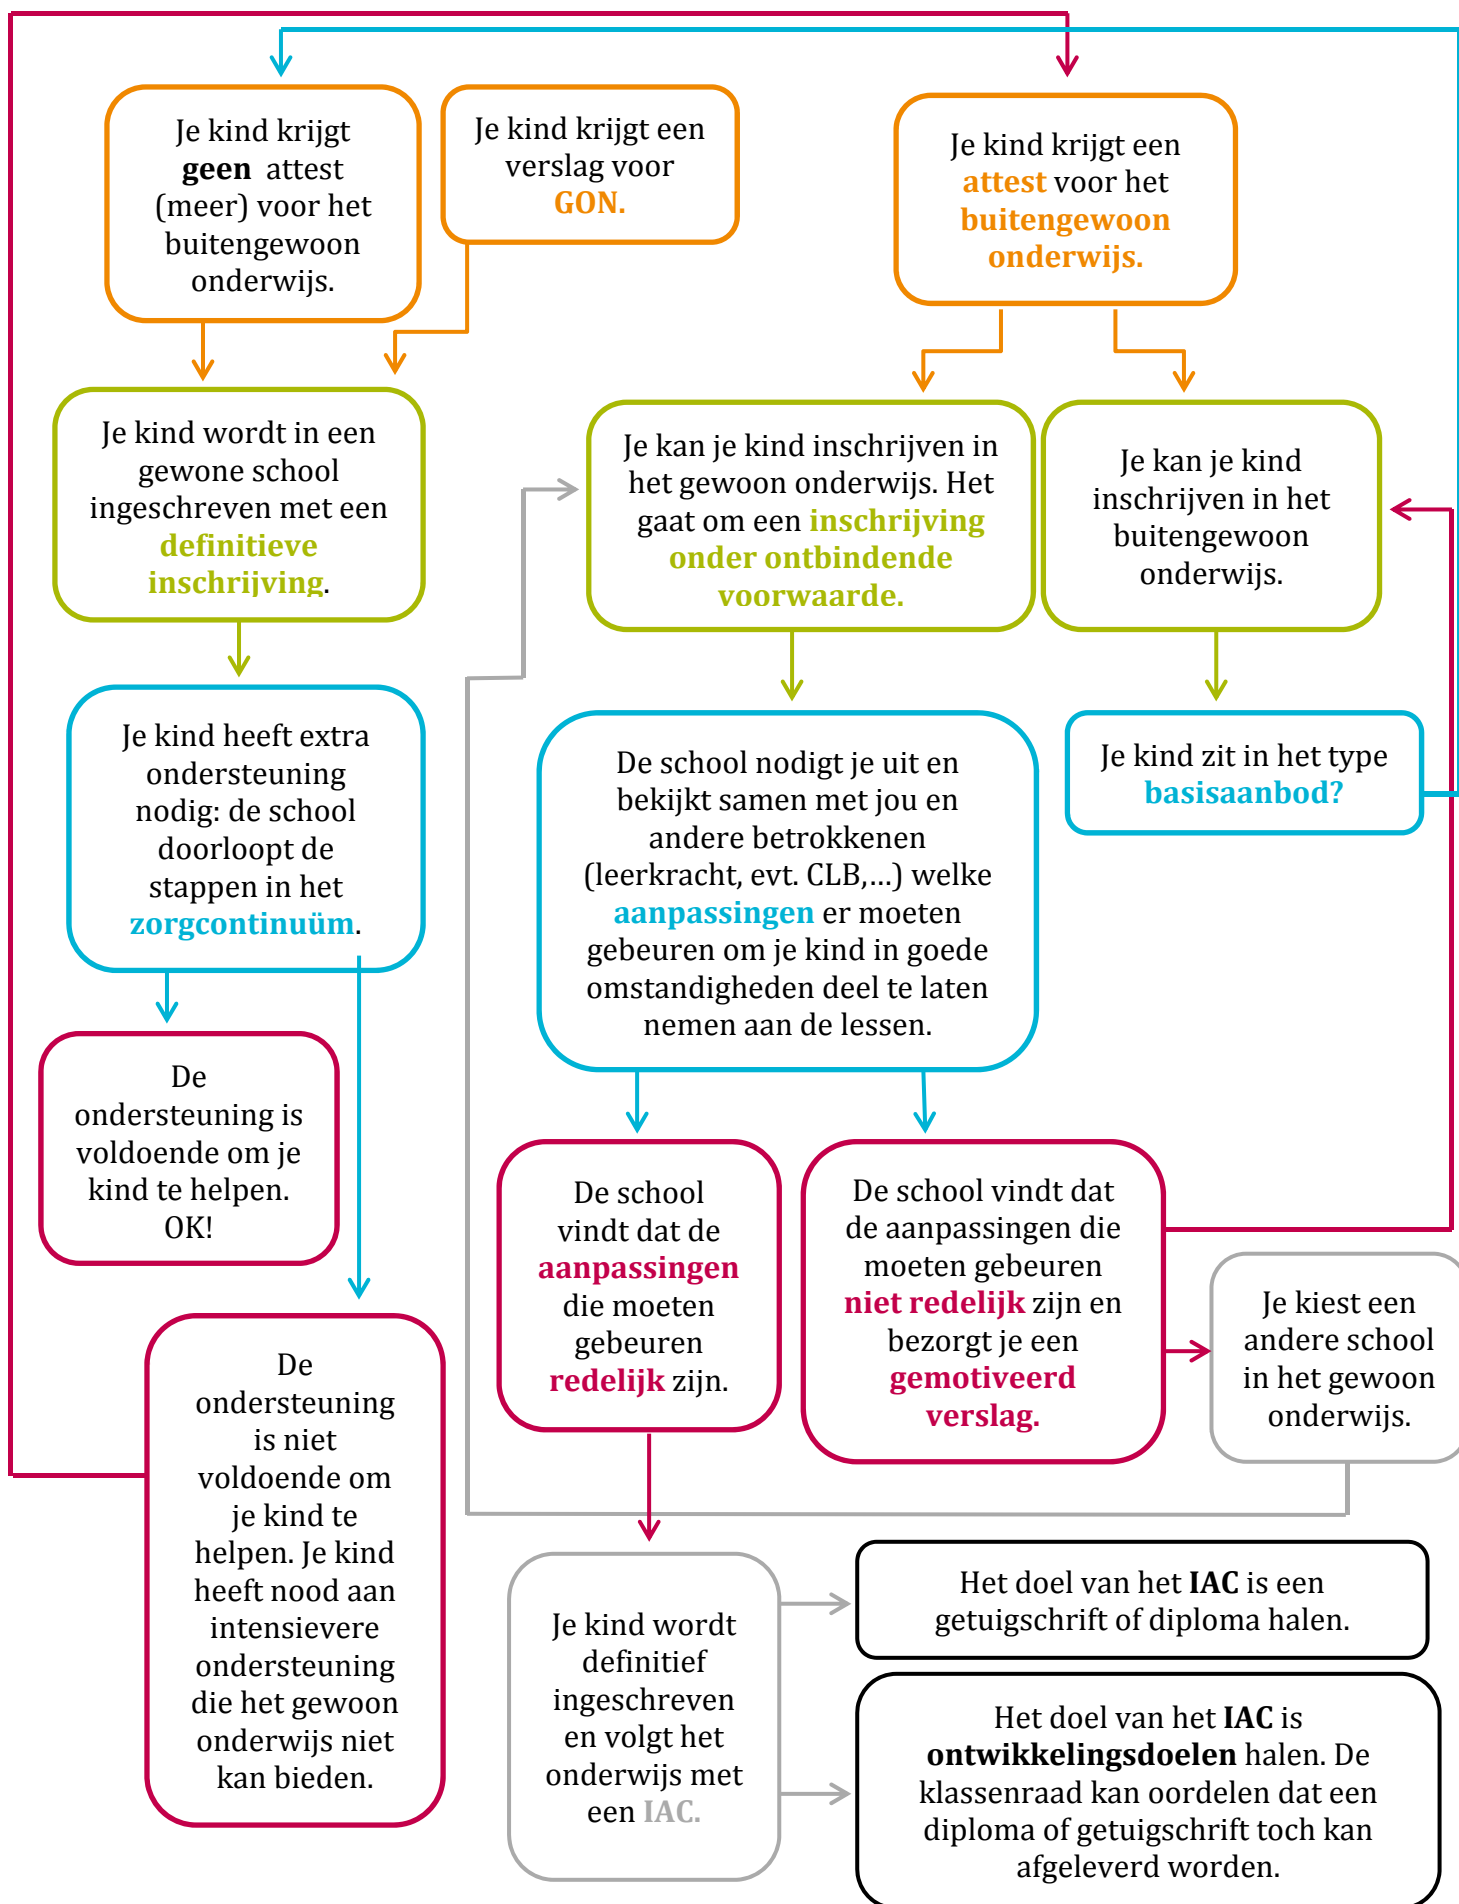 Je kind krijgt
geen attest
(meer) voor het
buitengewoon
onderwijs.
Je kind krijgt een
verslag voor
GON.
Je kind krijgt een
attest voor het
buitengewoon
onderwijs.
Je kind wordt in een
gewone school
ingeschreven met een
definitieve
inschrijving.
Je kan je kind inschrijven in
het gewoon onderwijs. Het
gaat om een inschrijving
onder ontbindende
voorwaarde.
Je kan je kind
inschrijven in het
buitengewoon
onderwijs.
Je kind heeft extra
ondersteuning
nodig: de school
doorloopt de
stappen in het
zorgcontinuüm.
De school nodigt je uit en
bekijkt samen met jou en
andere betrokkenen
(leerkracht, evt. CLB,...) welke
aanpassingen er moeten
gebeuren om je kind in goede
omstandigheden deel te laten
nemen aan de lessen.
Je kind zit in het type
basisaanbod?
De
ondersteuning is
voldoende om je
kind te helpen.
OK!
De school
vindt dat de
aanpassingen
die moeten
gebeuren
redelijk zijn.
De school vindt dat
de aanpassingen die
moeten gebeuren
niet redelijk zijn en
bezorgt je een
gemotiveerd
verslag.
Je kiest een
andere school
in het gewoon
onderwijs.
De
ondersteuning
is niet
voldoende om
je kind te
helpen. Je kind
heeft nood aan
intensievere
ondersteuning
die het gewoon
onderwijs niet
kan bieden.
Je kind wordt
definitief
ingeschreven
en volgt het
onderwijs met
een IAC.
Het doel van het IAC is een
getuigschrift of diploma halen.
Het doel van het IAC is
ontwikkelingsdoelen halen. De
klassenraad kan oordelen dat een
diploma of getuigschrift toch kan
afgeleverd worden.